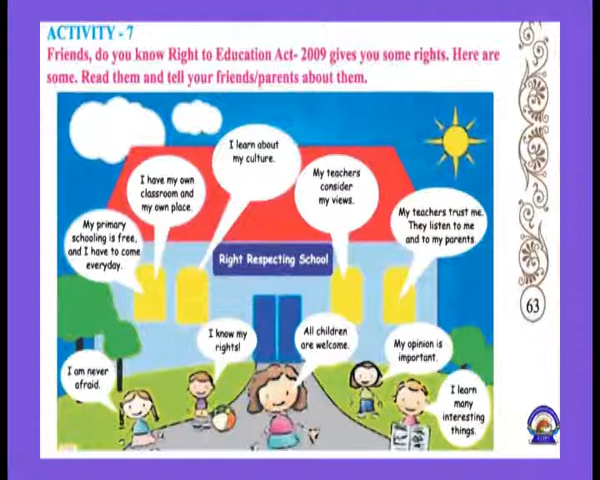 ACTIVITY - 7
Friends, do you know Right to Education Act- 2009 gives you some rights. Here are
some. Read them and tell your friends/parents about them.
I learn about
my culture.
I have my own
classroom and
my own place.
My teachers
consider
my views.
My primary
schooling is free,
and I have to come
everyday.
My teachers trust me.
They listen to me
and to my parents.
Right Respecting School
63
I know my
rights!
All children
are welcome.
My opinion is
important.
I am never
afraid.
I learn
many
interesting
things.